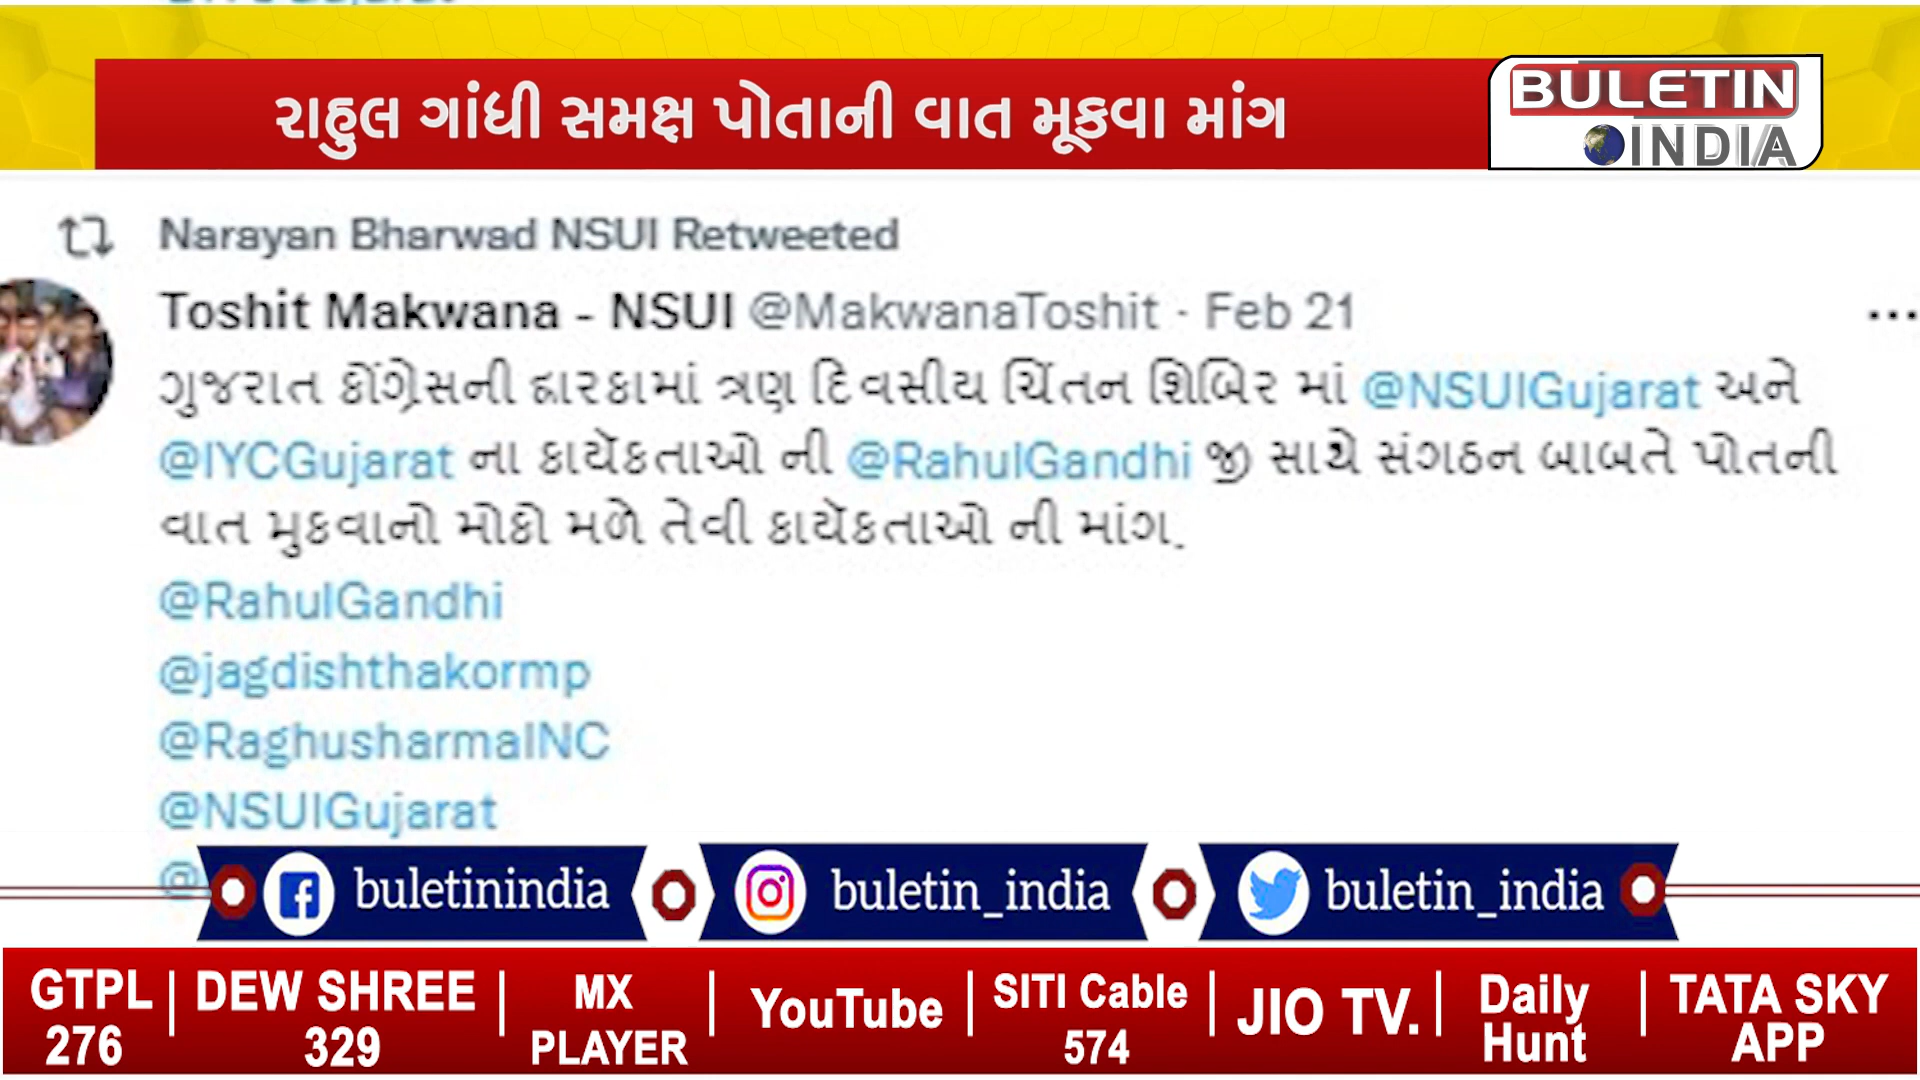 રાહુલ ગાંધી સમક્ષ પોતાની વાત મૂકવા માંગ
BULETIN
INDIA
Narayan Bharwad NSUI Retweeted
Toshit Makwana - NSUI @MakwanaToshit · Feb 21
ગુજરાત કોંગ્રેસની દ્વારકામાં ત્રણ દિવસીય ચિંતન શિબિર માં @NSUIGujarat અને
@IYCGujarat ના કાર્યકતાઓ ની @RahulGandhi જી સાથે સંગઠન બાબતે પોતની
વાત મુકવાનો મોકો મળે તેવી કાર્યકતાઓ ની માંગ.
@RahulGandhi
@jagdishthakormp
@RaghusharmaINC
@NSUIGujarat
@
buletinindia
buletin_india
buletin_india
GTPL 276
DEW SHREE 329
MX PLAYER
YouTube
SITI Cable 574
JIO TV.
Daily Hunt
TATA SKY APP